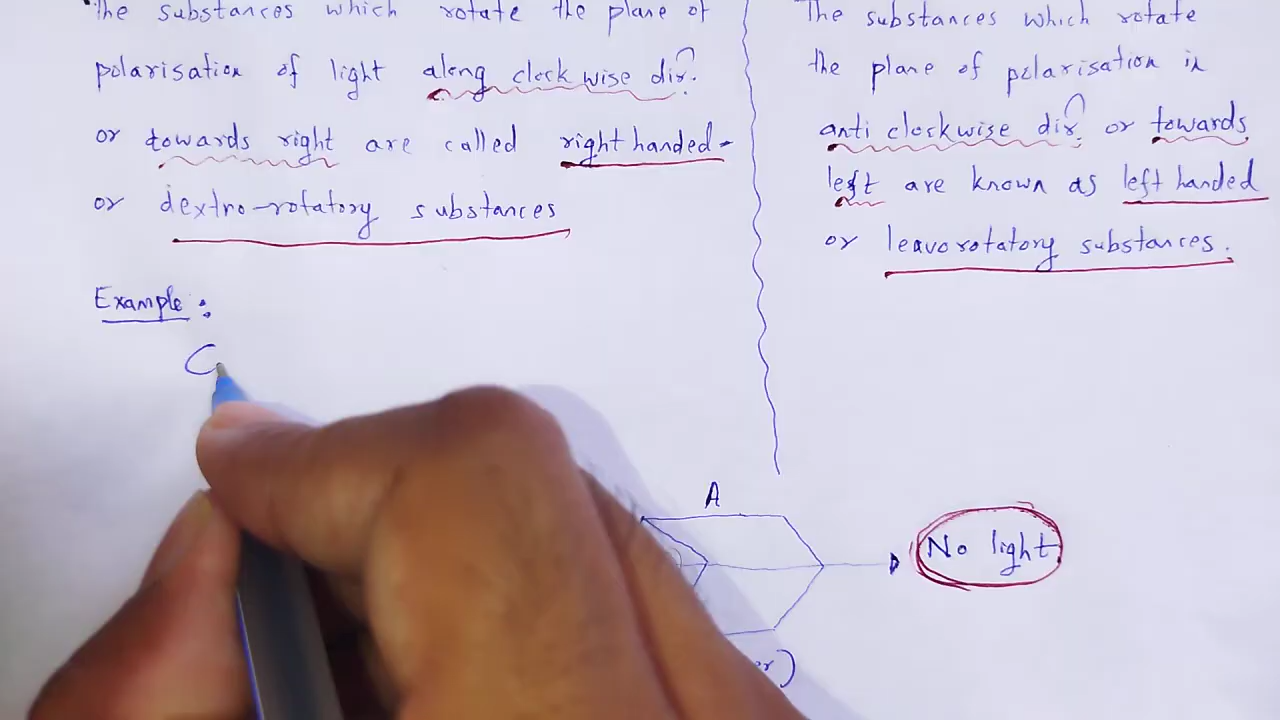 The substances which rotate the plane of
polarisation of light along clockwise dir?
or towards right are called right handed-
or dextro-rotatory substances
Example :
C
The substances which rotate
the plane of polarisation in
anti clockwise dir? or towards
left are known as left handed
or leavorotatory substances.
A
No light